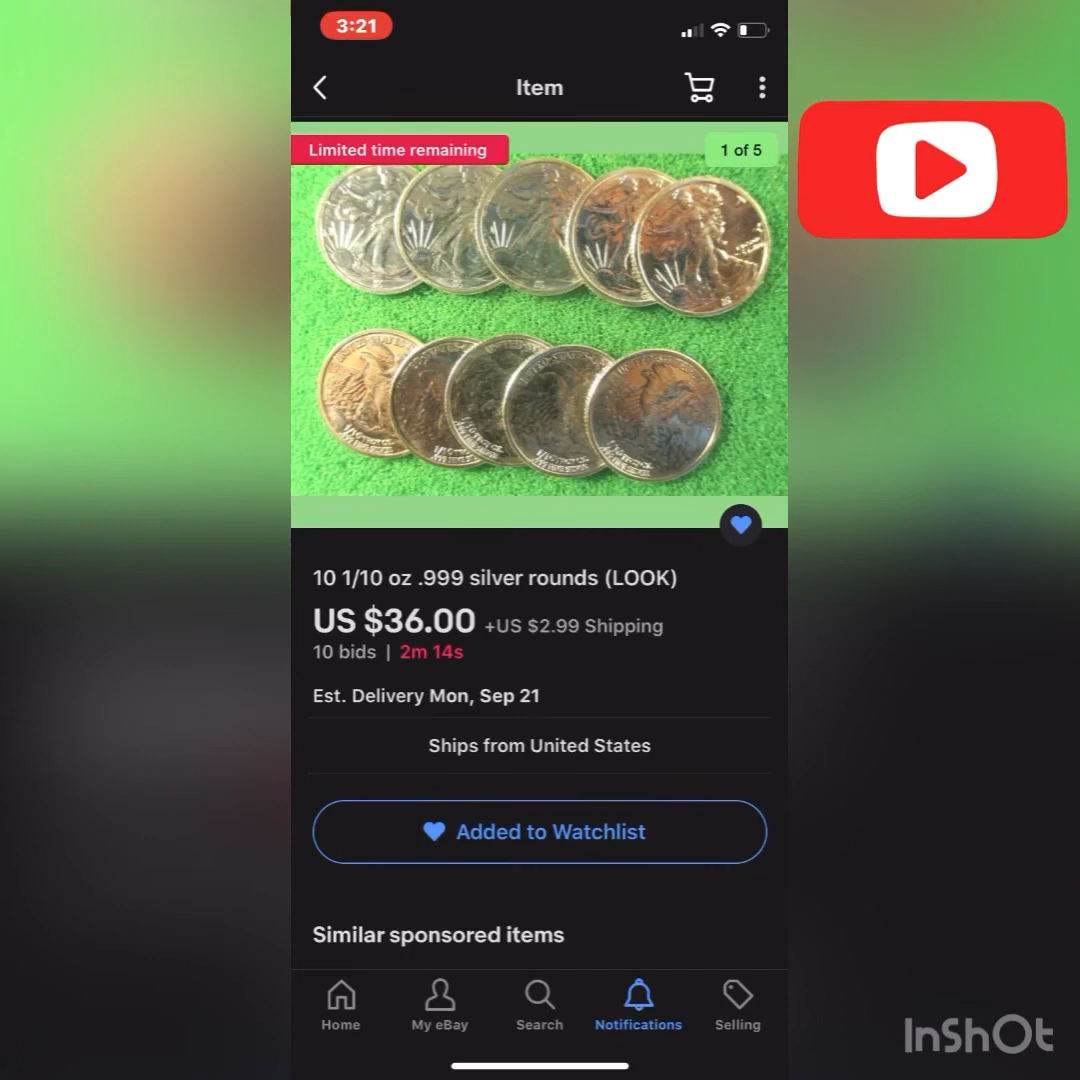 3:21
Item
Limited time remaining
1 of 5
10 1/10 oz .999 silver rounds (LOOK)
US $36.00 +US $2.99 Shipping
10 bids | 2m 14s
Est. Delivery Mon, Sep 21
Ships from United States
Added to Watchlist
Similar sponsored items
Home My eBay Search Notifications Selling
InShOt